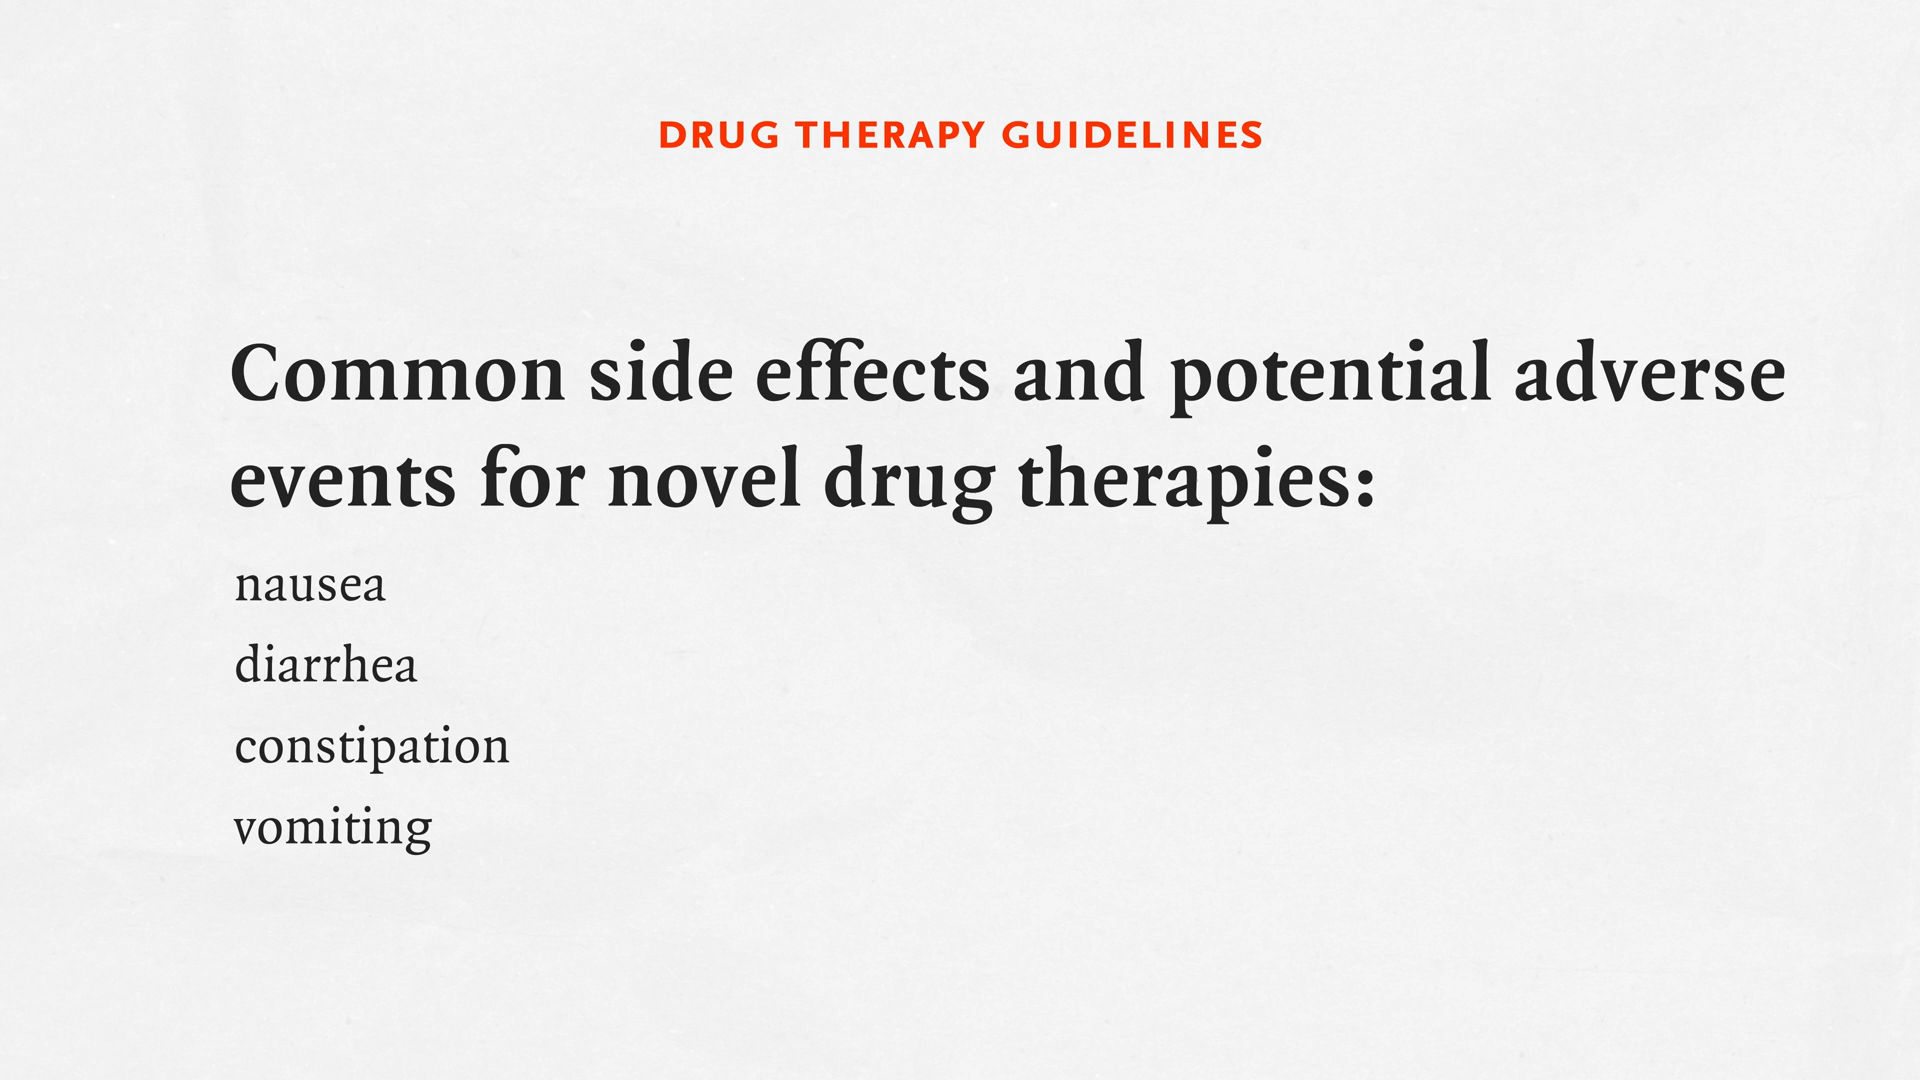 DRUG THERAPY GUIDELINES
Common side effects and potential adverse
events for novel drug therapies:
nausea
diarrhea
constipation
vomiting